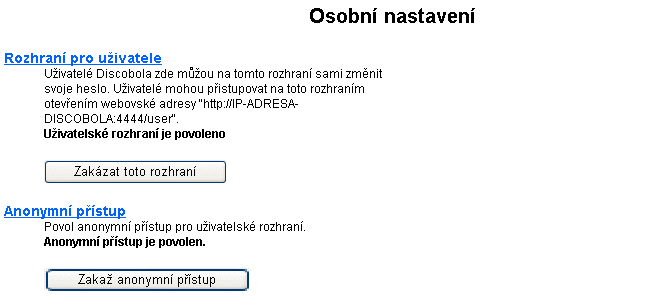 Osobní nastavení
Rozhraní pro uživatele
Uživatelé Discobola zde můžou na tomto rozhraní sami změnit
svoje heslo. Uživatelé mohou přistupovat na toto rozhraním
otevřením webovské adresy "http://IP-ADRESA-
DISCOBOLA:4444/user".
Uživatelské rozhraní je povoleno
Zakázat toto rozhraní
Anonymní přístup
Povol anonymní přístup pro uživatelské rozhraní.
Anonymní přístup je povolen.
Zakaž anonymní přístup